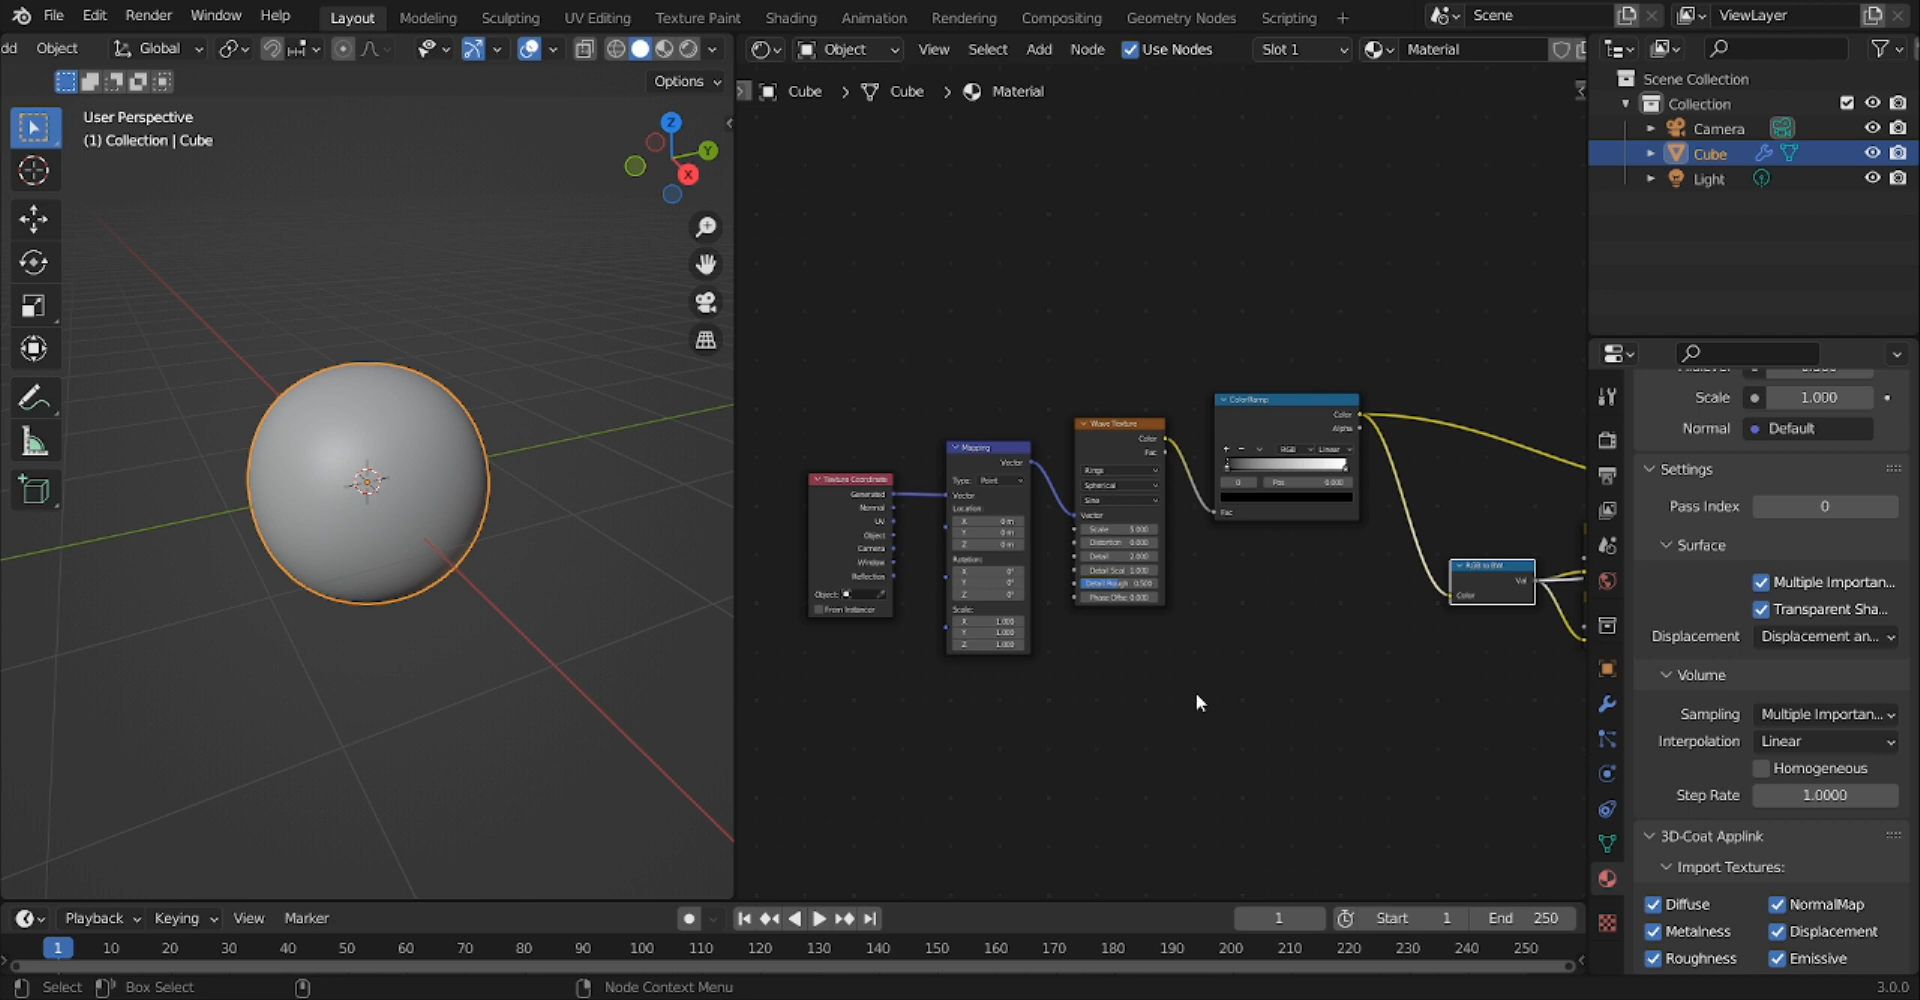 File Edit Render Window Help Layout Modeling Sculpting UV Editing Texture Paint Shading Animation Rendering Compositing Geometry Nodes Scripting + Scene ViewLayer
dd Object Global
Object View Select Add Node Use Nodes Slot 1 Material
Options
User Perspective
(1) Collection | Cube
Z
Y
X
Cube > Cube > Material
Texture Coordinate
Generated
Normal
UV
Object
Camera
Window
Reflection
Object:
From Instancer
Mapping
Vector
Type: Point
Vector
Location:
X 0 m
Y 0 m
Z 0 m
Rotation:
X 0°
Y 0°
Z 0°
Scale:
X 1.000
Y 1.000
Z 1.000
Wave Texture
Color
Fac
Rings
Spherical
Sine
Vector
Scale 5.000
Distortion 0.000
Detail 2.000
Detail Scal 1.000
Detail Rough 0.500
Phase Offse 0.000
ColorRamp
Color
Alpha
RGB Linear
0 Pos 0.000
Fac
RGB to BW
Val
Color
Scene Collection
Collection
Camera
Cube
Light
Scale 1.000
Normal Default
Settings
Pass Index 0
Surface
Multiple Importan...
Transparent Sha...
Displacement Displacement an...
Volume
Sampling Multiple Importan...
Interpolation Linear
Homogeneous
Step Rate 1.0000
3D-Coat Applink
Import Textures:
Diffuse NormalMap
Metalness Displacement
Roughness Emissive
Playback Keying View Marker 1 Start 1 End 250
1 10 20 30 40 50 60 70 80 90 100 110 120 130 140 150 160 170 180 190 200 210 220 230 240 250
Select Box Select Node Context Menu 3.0.0